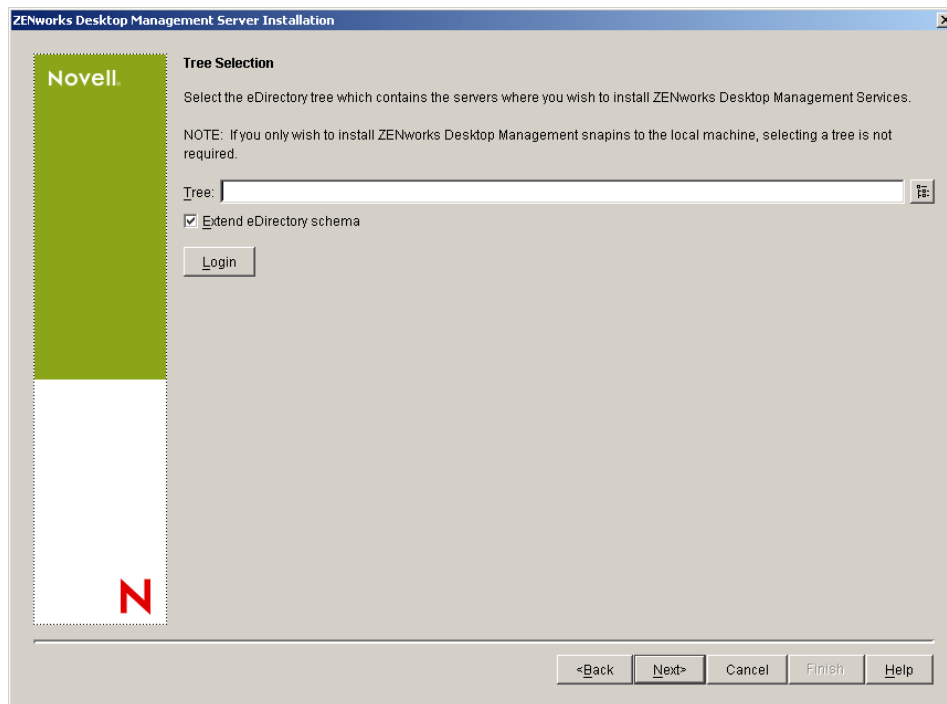 ZENworks Desktop Management Server Installation
Novell.
Tree Selection
Select the eDirectory tree which contains the servers where you wish to install ZENworks Desktop Management Services.
NOTE: If you only wish to install ZENworks Desktop Management snapins to the local machine, selecting a tree is not
required.
Tree:
Extend eDirectory schema
Login
N
<Back Next> Cancel Finish Help